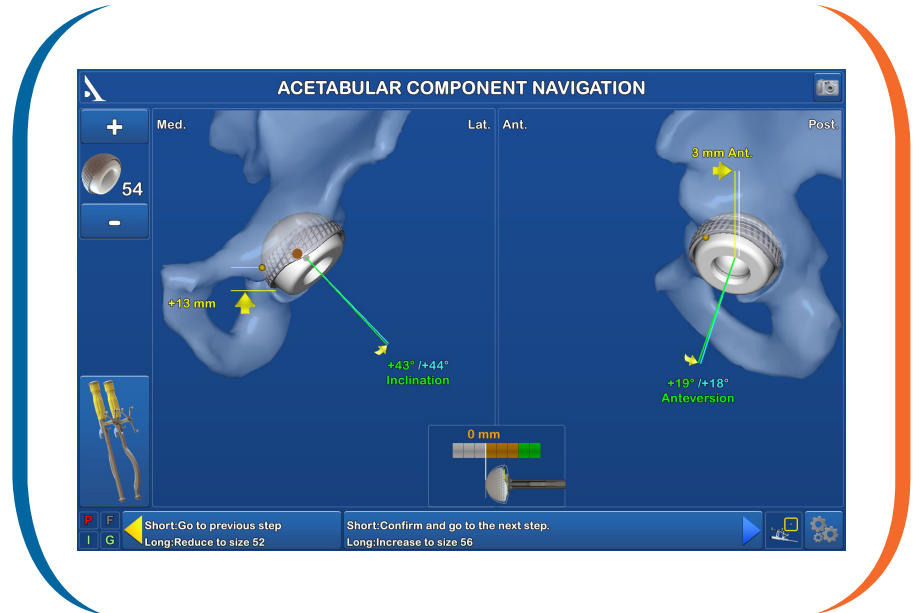 ACETABULAR COMPONENT NAVIGATION
+
54
-
Med.
Lat.
Ant.
Post.
3 mm Ant.
+13 mm
+43° /+44°
Inclination
+19° /+18°
Anteversion
0 mm
P F
I G
Short:Go to previous step
Long:Reduce to size 52
Short:Confirm and go to the next step.
Long:Increase to size 56